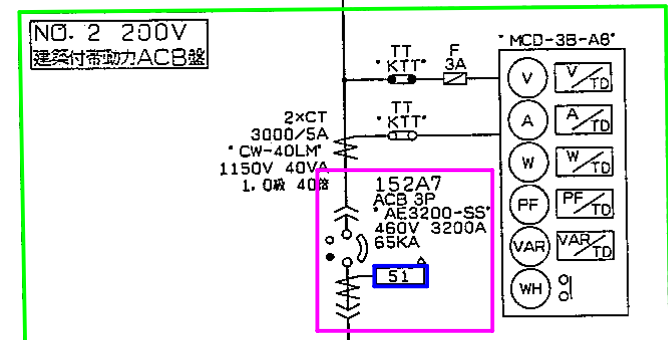 NO. 2 200V
建築付帯動力ACB盤
TT
"KTT"
F
3A
"MCD-3B-A6"
V
V/TD
TT
"KTT"
A
A/TD
2×CT
3000/5A
"CW-40LM"
1150V 40VA
1.0級 40倍
W
W/TD
152A7
ACB 3P
"AE3200-SS"
460V 3200A
65KA
PF
PF/TD
VAR
VAR/TD
51
WH